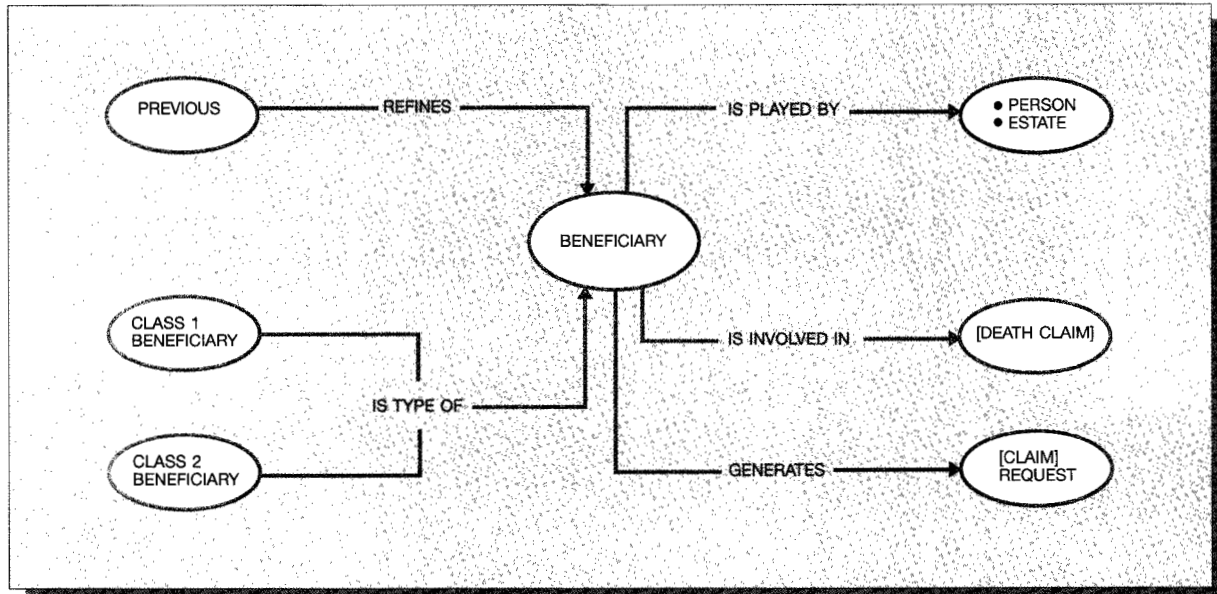 PREVIOUS
REFINES
IS PLAYED BY
• PERSON
• ESTATE
BENEFICIARY
CLASS 1
BENEFICIARY
IS INVOLVED IN
[DEATH CLAIM]
IS TYPE OF
CLASS 2
BENEFICIARY
GENERATES
[CLAIM]
REQUEST